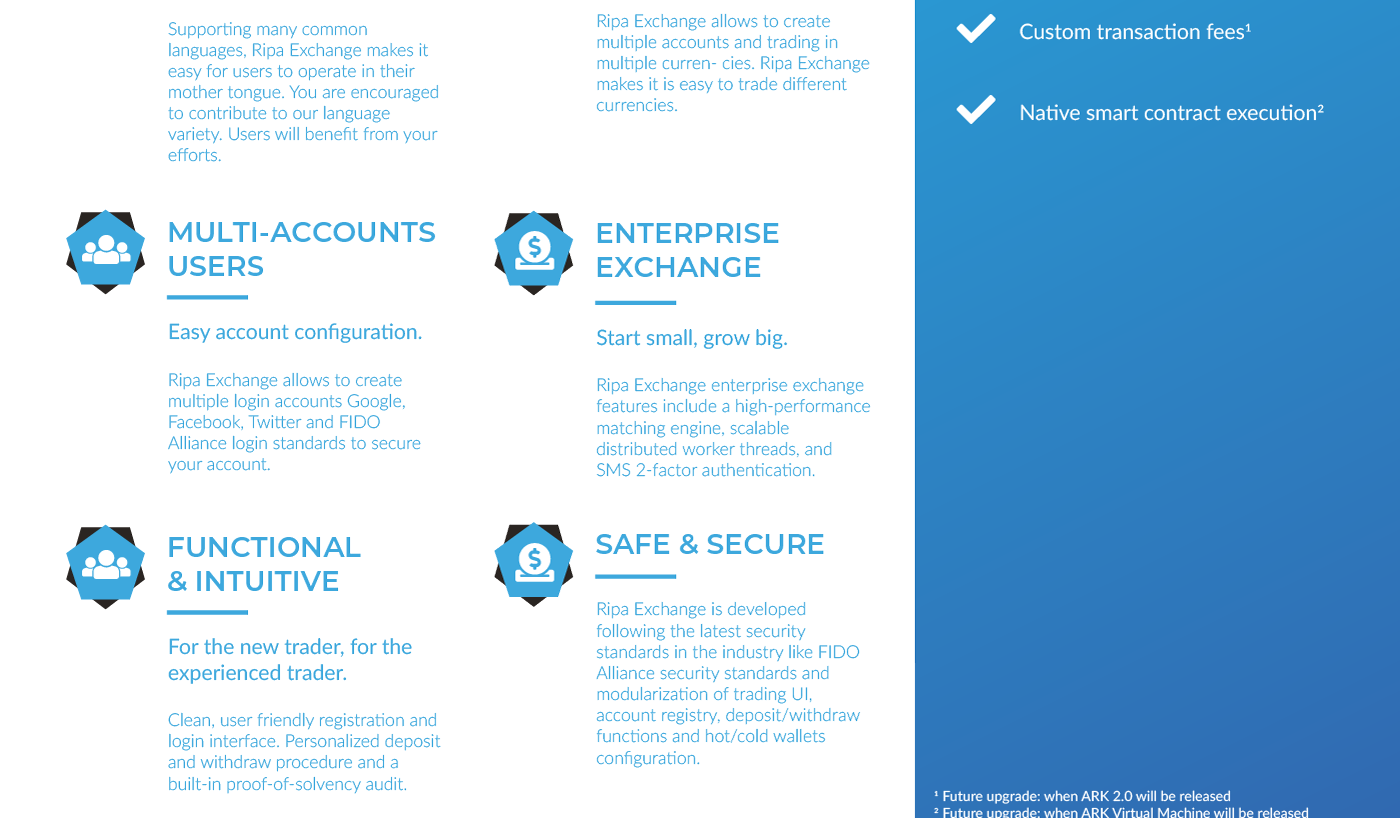 Supporting many common
languages, Ripa Exchange makes it
easy for users to operate in their
mother tongue. You are encouraged
to contribute to our language
variety. Users will benefit from your
efforts.
Ripa Exchange allows to create
multiple accounts and trading in
multiple curren- cies. Ripa Exchange
makes it is easy to trade different
currencies.
MULTI-ACCOUNTS
USERS
Easy account configuration.
Ripa Exchange allows to create
multiple login accounts Google,
Facebook, Twitter and FIDO
Alliance login standards to secure
your account.
ENTERPRISE
EXCHANGE
Start small, grow big.
Ripa Exchange enterprise exchange
features include a high-performance
matching engine, scalable
distributed worker threads, and
SMS 2-factor authentication.
FUNCTIONAL
& INTUITIVE
For the new trader, for the
experienced trader.
Clean, user friendly registration and
login interface. Personalized deposit
and withdraw procedure and a
built-in proof-of-solvency audit.
SAFE & SECURE
Ripa Exchange is developed
following the latest security
standards in the industry like FIDO
Alliance security standards and
modularization of trading UI,
account registry, deposit/withdraw
functions and hot/cold wallets
configuration.
Custom transaction fees¹
Native smart contract execution²
¹ Future upgrade: when ARK 2.0 will be released
² Future upgrade: when ARK Virtual Machine will be released